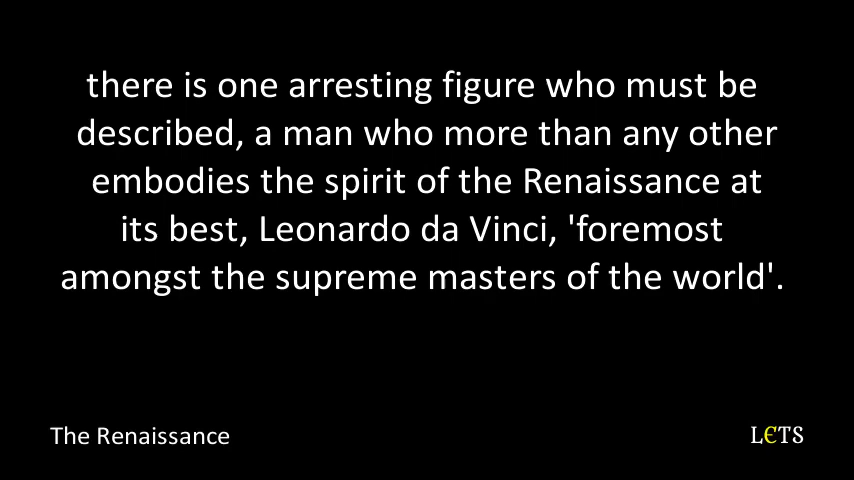 there is one arresting figure who must be
described, a man who more than any other
embodies the spirit of the Renaissance at
its best, Leonardo da Vinci, 'foremost
amongst the supreme masters of the world'.
The Renaissance
LЄTS